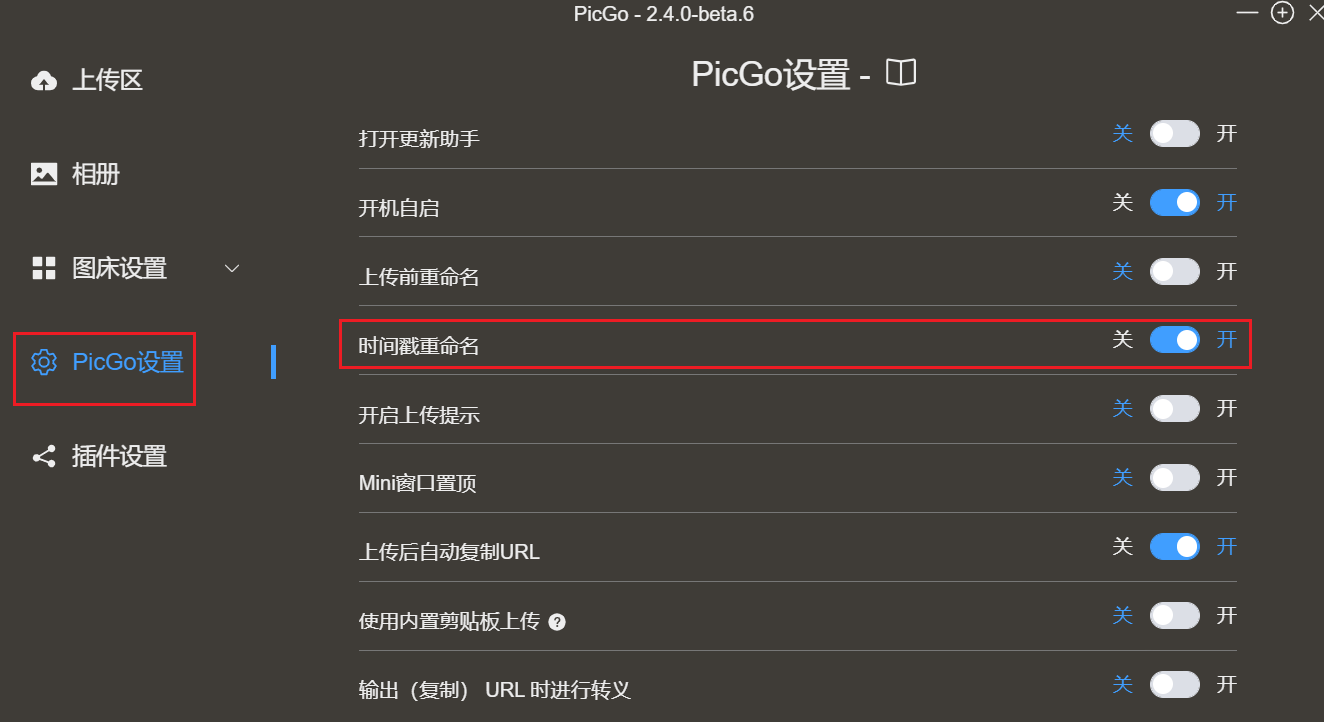 PicGo - 2.4.0-beta.6
上传区
相册
图床设置
PicGo设置
插件设置
PicGo设置 -
打开更新助手 关 开
开机自启 关 开
上传前重命名 关 开
时间戳重命名 关 开
开启上传提示 关 开
Mini窗口置顶 关 开
上传后自动复制URL 关 开
使用内置剪贴板上传 ? 关 开
输出（复制） URL 时进行转义 关 开